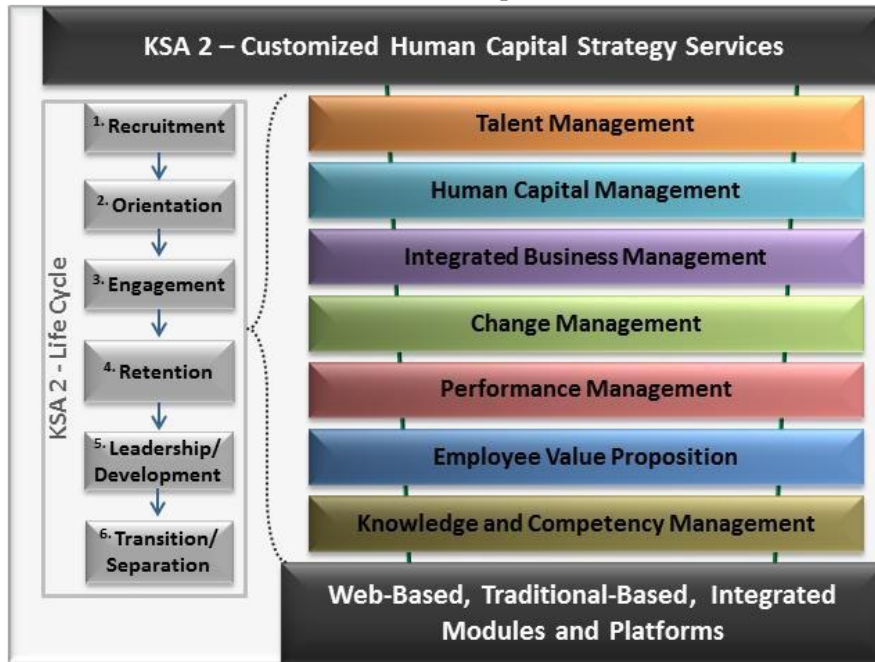 KSA 2 – Customized Human Capital Strategy Services
KSA 2 - Life Cycle
1. Recruitment
2. Orientation
3. Engagement
4. Retention
5. Leadership/
Development
6. Transition/
Separation
Talent Management
Human Capital Management
Integrated Business Management
Change Management
Performance Management
Employee Value Proposition
Knowledge and Competency Management
Web-Based, Traditional-Based, Integrated
Modules and Platforms